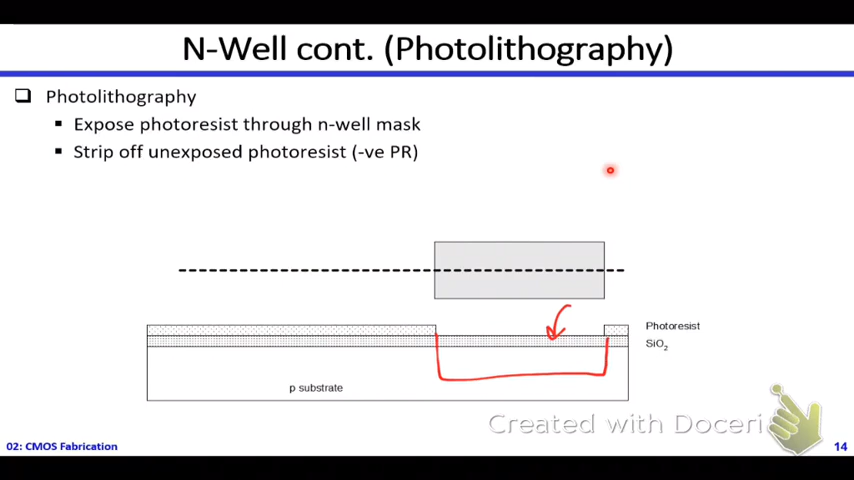 N-Well cont. (Photolithography)
Photolithography
Expose photoresist through n-well mask
Strip off unexposed photoresist (-ve PR)
Photoresist
SiO2
p substrate
Created with Doceri
02: CMOS Fabrication
14